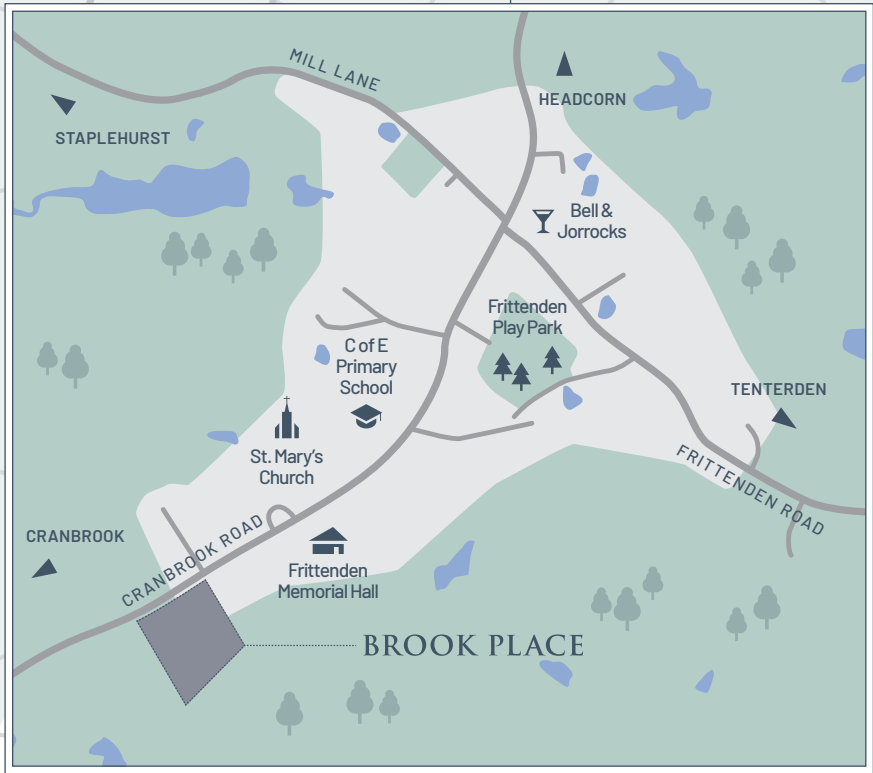 MILL LANE
HEADCORN
STAPLEHURST
Bell &
Jorrocks
Frittenden
Play Park
C of E
Primary
School
TENTERDEN
St. Mary's
Church
FRITTENDEN ROAD
CRANBROOK
CRANBROOK ROAD
Frittenden
Memorial Hall
BROOK PLACE